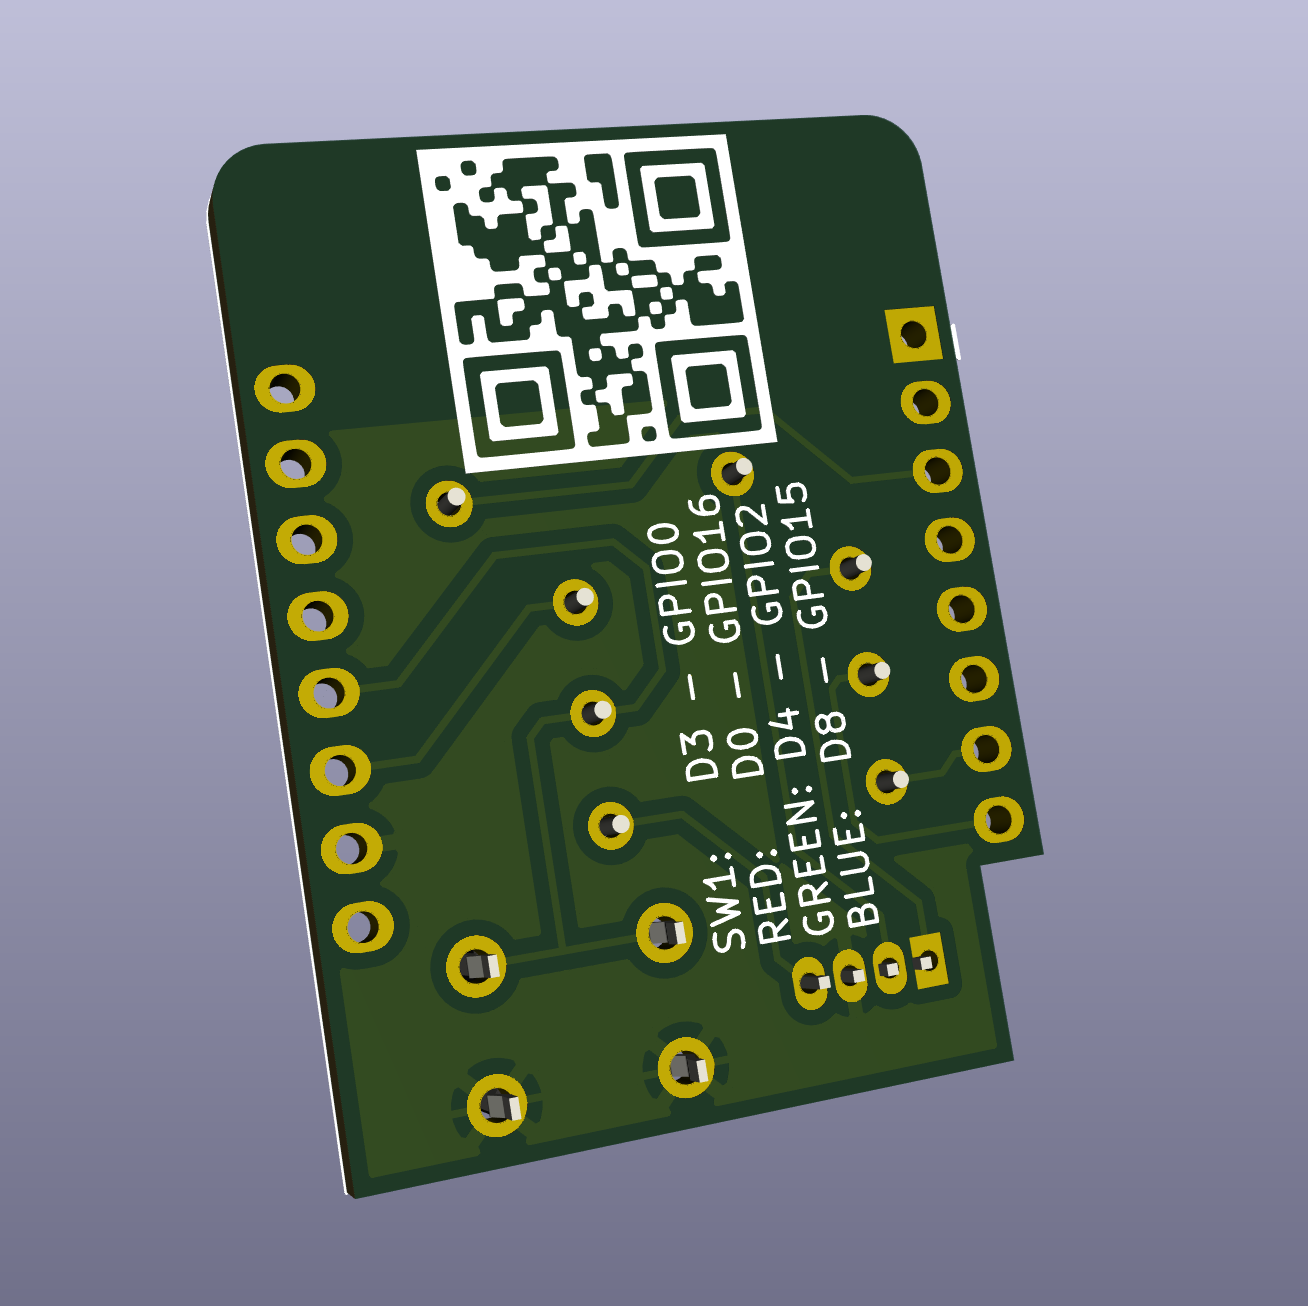 SW1: D3 – GPIO0
RED: D0 – GPIO16
GREEN: D4 – GPIO2
BLUE: D8 – GPIO15